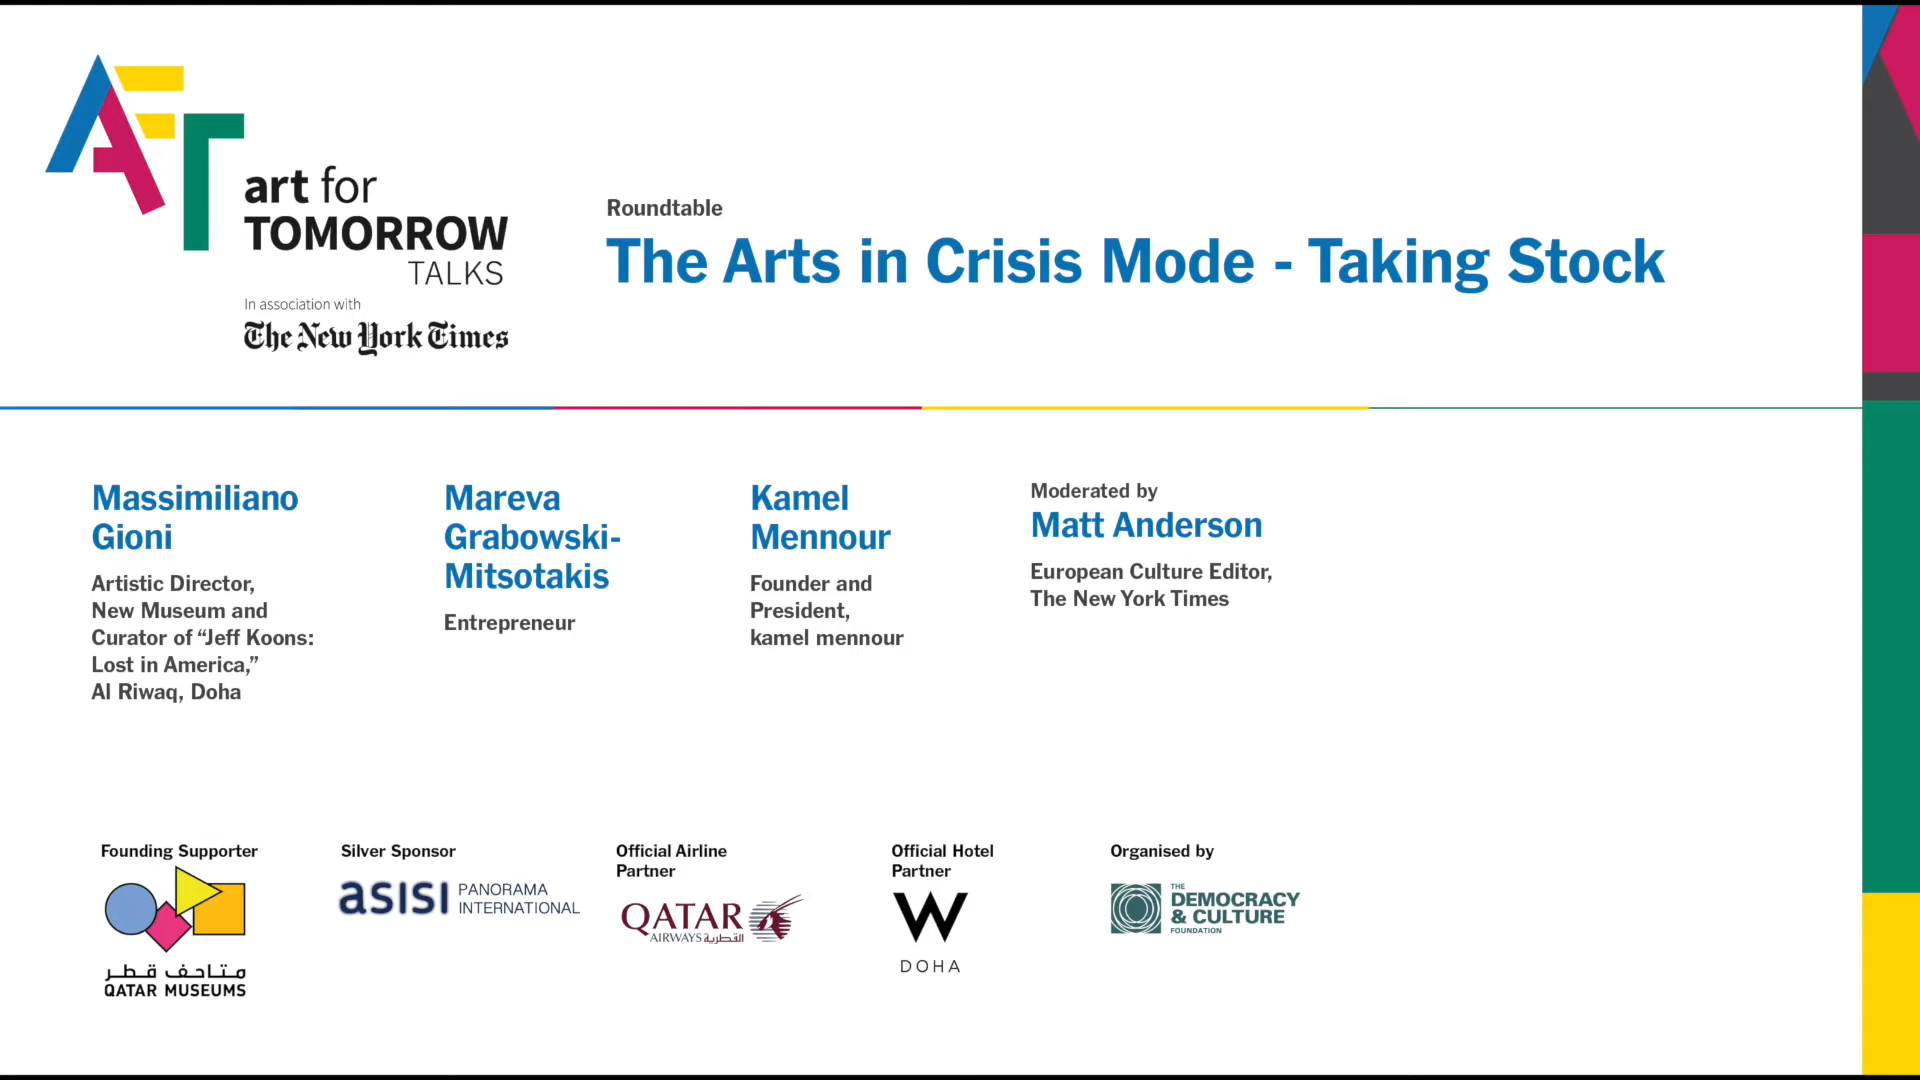 AFT
art for
TOMORROW
TALKS
In association with
The New York Times
Roundtable
The Arts in Crisis Mode - Taking Stock
Massimiliano
Gioni
Artistic Director,
New Museum and
Curator of “Jeff Koons:
Lost in America,”
Al Riwaq, Doha
Mareva
Grabowski-
Mitsotakis
Entrepreneur
Kamel
Mennour
Founder and
President,
kamel mennour
Moderated by
Matt Anderson
European Culture Editor,
The New York Times
Founding Supporter
متاحف قطر
QATAR MUSEUMS
Silver Sponsor
asisi PANORAMA
INTERNATIONAL
Official Airline
Partner
QATAR
AIRWAYS القطرية
Official Hotel
Partner
W
DOHA
Organised by
THE
DEMOCRACY
& CULTURE
FOUNDATION